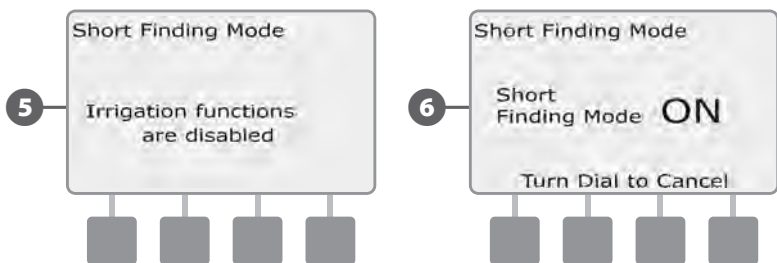 5
Short Finding Mode
Irrigation functions
are disabled
6
Short Finding Mode
Short
Finding Mode ON
Turn Dial to Cancel